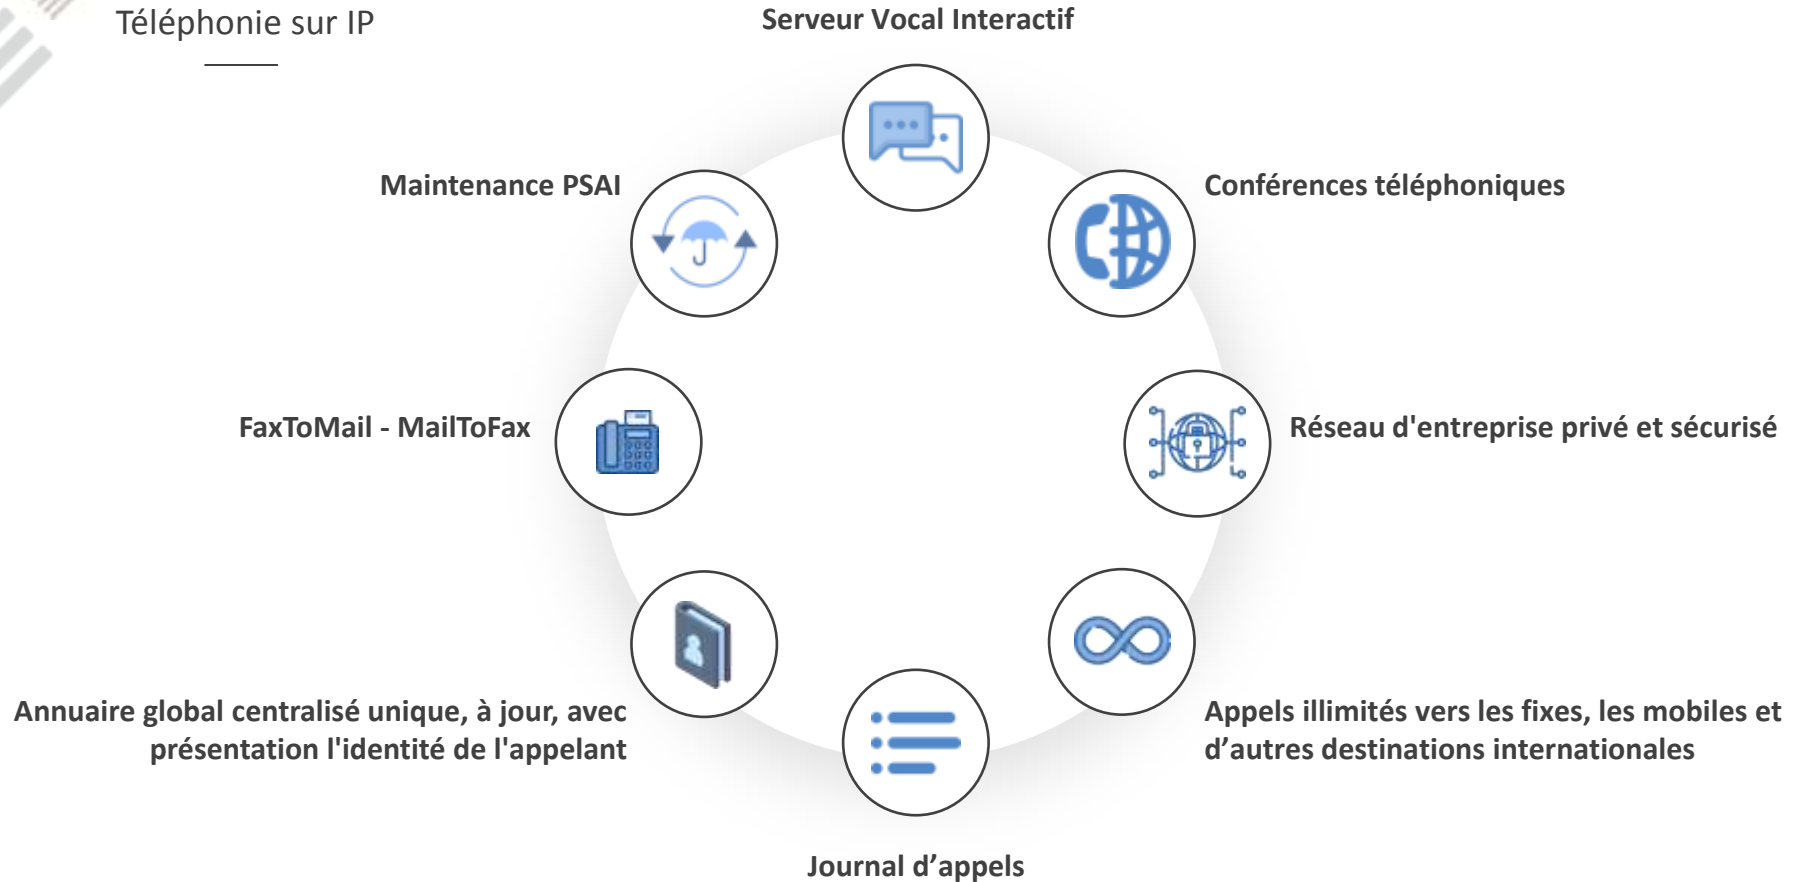 Téléphonie sur IP
Serveur Vocal Interactif
Maintenance PSAI
Conférences téléphoniques
FaxToMail - MailToFax
Réseau d'entreprise privé et sécurisé
Annuaire global centralisé unique, à jour, avec
présentation l'identité de l'appelant
Appels illimités vers les fixes, les mobiles et
d’autres destinations internationales
Journal d’appels